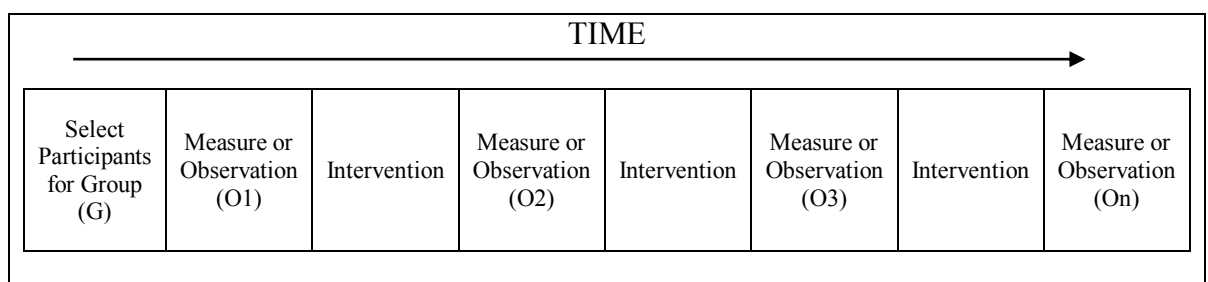 TIME
Select
Participants
for Group
(G)
Measure or
Observation
(O1)
Intervention
Measure or
Observation
(O2)
Intervention
Measure or
Observation
(O3)
Intervention
Measure or
Observation
(On)